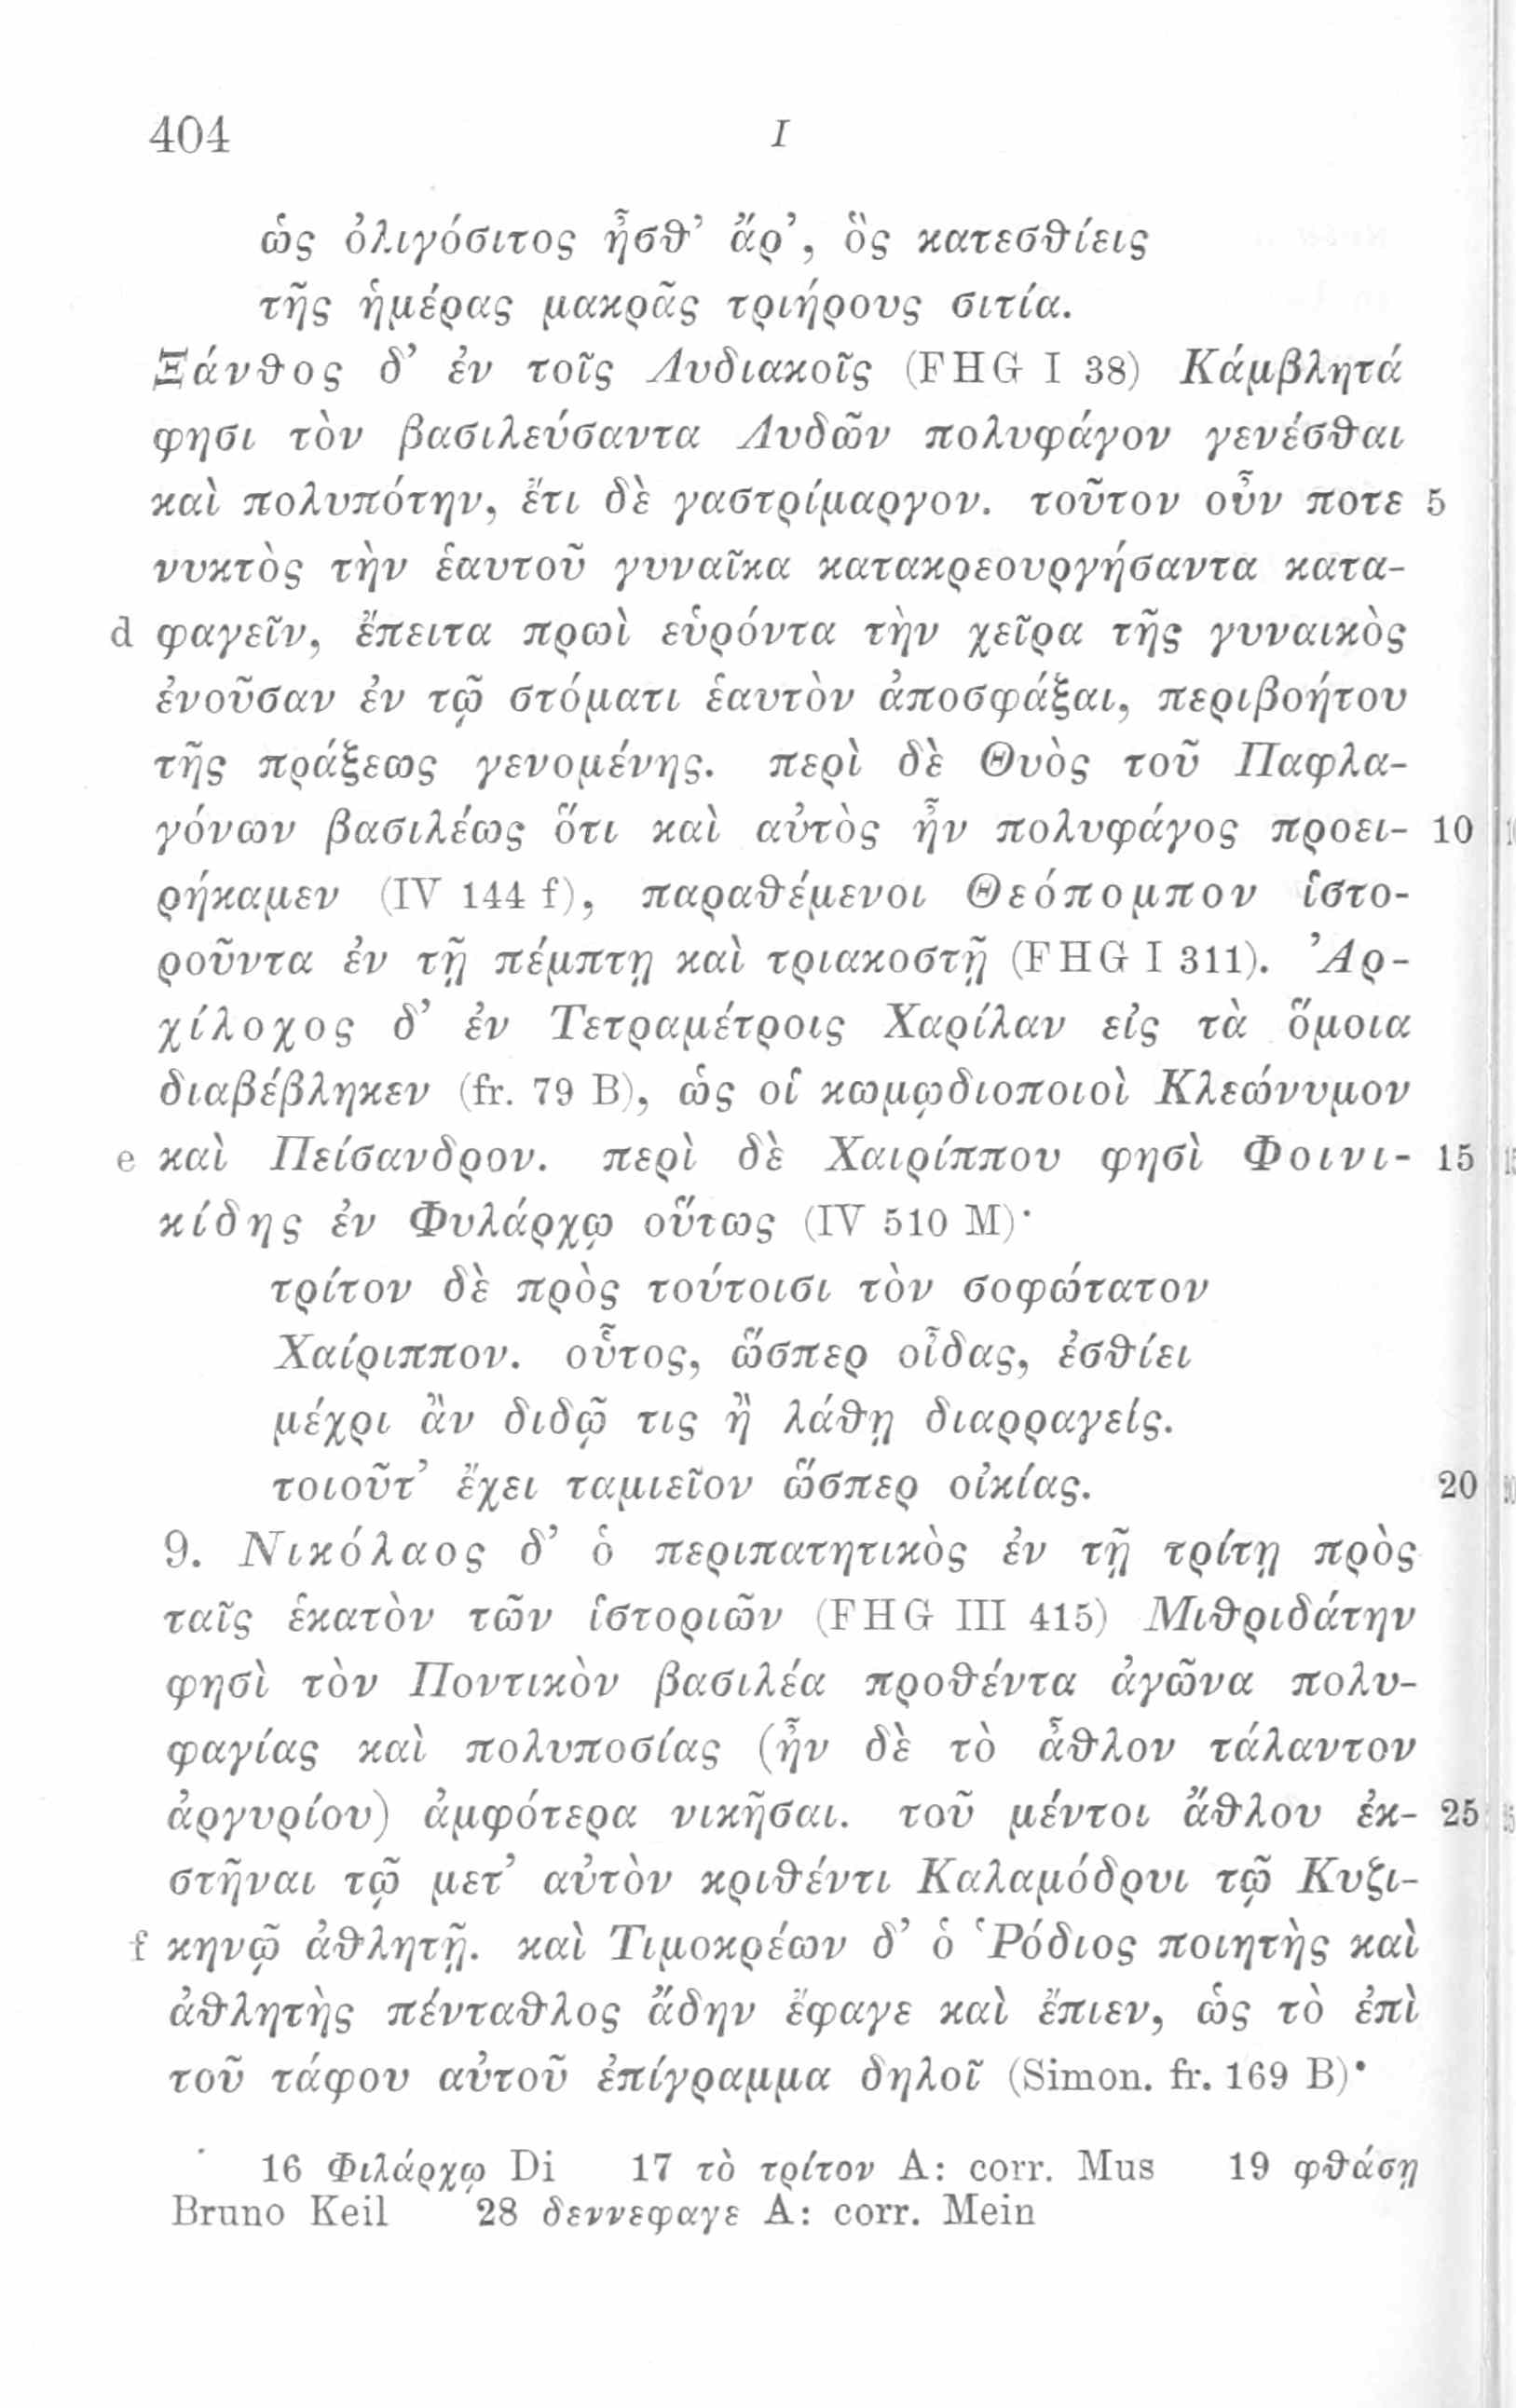 404 I
ὡς ὀλιγόσιτος ἦσθ’ ἄρ’, ὃς κατεσθίεις
τῆς ἡμέρας μακρᾶς τριήρους σιτία.
Ξάνθος δ’ ἐν τοῖς Λυδιακοῖς (FHG I 38) Κάμβλητά
φησι τὸν βασιλεύσαντα Λυδῶν πολυφάγον γενέσθαι
καὶ πολυπότην, ἔτι δὲ γαστρίμαργον. τοῦτον οὖν ποτε 5
νυκτὸς τὴν ἑαυτοῦ γυναῖκα κατακρεουργήσαντα κατα-
d φαγεῖν, ἔπειτα πρωὶ εὑρόντα τὴν χεῖρα τῆς γυναικὸς
ἐνοῦσαν ἐν τῷ στόματι ἑαυτὸν ἀποσφάξαι, περιβοήτου
τῆς πράξεως γενομένης. περὶ δὲ Θυὸς τοῦ Παφλα-
γόνων βασιλέως ὅτι καὶ αὐτὸς ἦν πολυφάγος προει- 10
ρήκαμεν (IV 144 f), παραθέμενοι Θεόπομπον ἱστο-
ροῦντα ἐν τῇ πέμπτῃ καὶ τριακοστῇ (FHG I 311). Ἀρ-
χίλοχος δ’ ἐν Τετραμέτροις Χαρίλαν εἰς τὰ ὅμοια
διαβέβληκεν (fr. 79 B), ὡς οἱ κωμῳδιοποιοὶ Κλεώνυμον
e καὶ Πείσανδρον. περὶ δὲ Χαιρίππου φησὶ Φοινι- 15
κίδης ἐν Φυλάρχῳ οὕτως (IV 510 M)·
τρίτον δὲ πρὸς τούτοισι τὸν σοφώτατον
Χαίριππον. οὗτος, ὥσπερ οἶδας, ἐσθίει
μέχρι ἂν διδῷ τις ἢ λάθῃ διαρραγείς.
τοιοῦτ’ ἔχει ταμιεῖον ὥσπερ οἰκίας. 20
9. Νικόλαος δ’ ὁ περιπατητικὸς ἐν τῇ τρίτῃ πρὸς
ταῖς ἑκατὸν τῶν ἱστοριῶν (FHG III 415) Μιθριδάτην
φησὶ τὸν Ποντικὸν βασιλέα προθέντα ἀγῶνα πολυ-
φαγίας καὶ πολυποσίας (ἦν δὲ τὸ ἆθλον τάλαντον
ἀργυρίου) ἀμφότερα νικῆσαι. τοῦ μέντοι ἄθλου ἐκ- 25
στῆναι τῷ μετ’ αὐτὸν κριθέντι Καλαμόδρυι τῷ Κυζι-
f κηνῷ ἀθλητῇ. καὶ Τιμοκρέων δ’ ὁ Ῥόδιος ποιητὴς καὶ
ἀθλητὴς πένταθλος ἄδην ἔφαγε καὶ ἔπιεν, ὡς τὸ ἐπὶ
τοῦ τάφου αὐτοῦ ἐπίγραμμα δηλοῖ (Simon. fr. 169 B)·
16 Φιλάρχῳ Di 17 τὸ τρίτον A: corr. Mus 19 φθάσῃ
Bruno Keil 28 δεννεφαγε A: corr. Mein